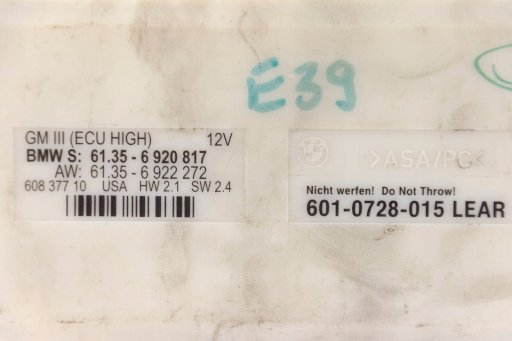 E39
GM III (ECU HIGH) 12V
BMW S: 61.35 - 6 920 817
AW: 61.35 - 6 922 272
608 377 10 USA HW 2.1 SW 2.4
>ASA/PC<
Nicht werfen! Do Not Throw!
601-0728-015 LEAR